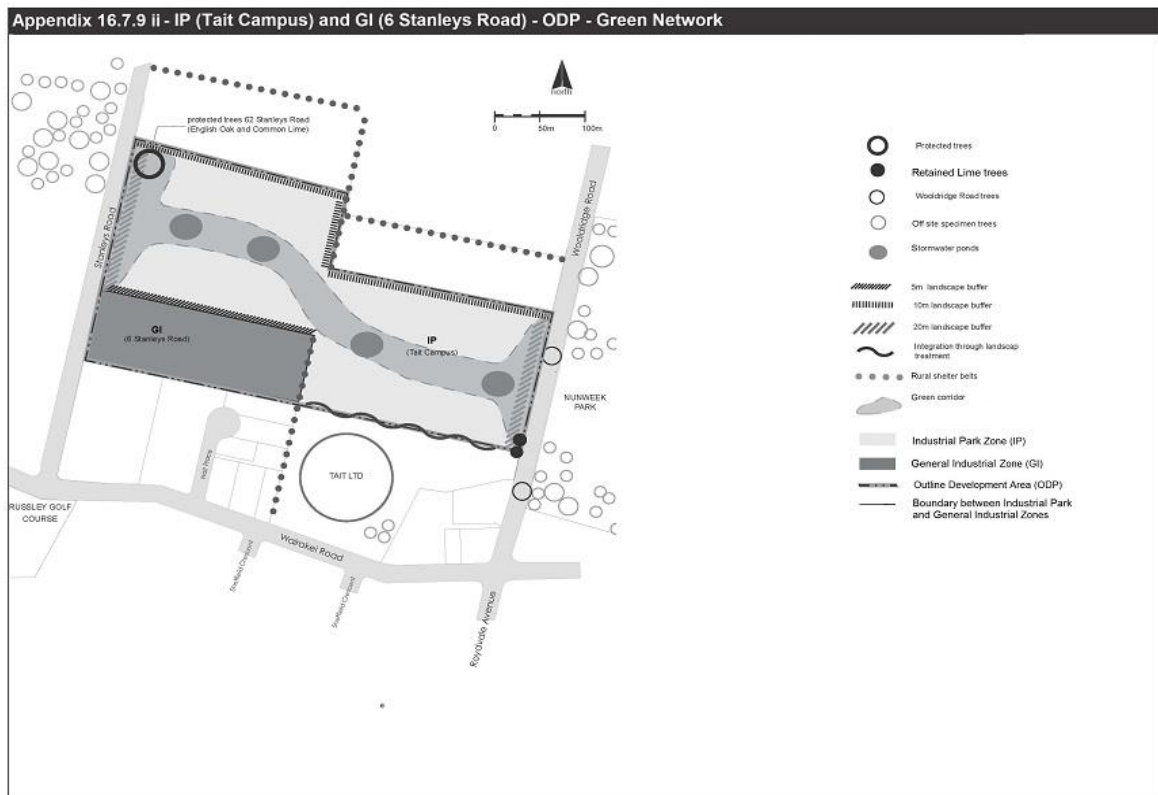 Appendix 16.7.9 ii - IP (Tait Campus) and GI (6 Stanleys Road) - ODP - Green Network
north
0 50m 100m
protected trees 62 Stanleys Road
(English Oak and Common Lime)
Stanleys Road
Wooldridge Road
GI
(6 Stanleys Road)
IP
(Tait Campus)
NUNWEEK
PARK
TAIT LTD
RUSSLEY GOLF
COURSE
Wairakei Road
Sheffield Crescent
Sheffield Crescent
Roydvale Avenue
Protected trees
Retained Lime trees
Wooldridge Road trees
Off site specimen trees
Stormwater ponds
5m landscape buffer
10m landscape buffer
20m landscape buffer
Integration through landscap
treatment
Rural shelter belts
Green corridor
Industrial Park Zone (IP)
General Industrial Zone (GI)
Outline Development Area (ODP)
Boundary between Industrial Park
and General Industrial Zones